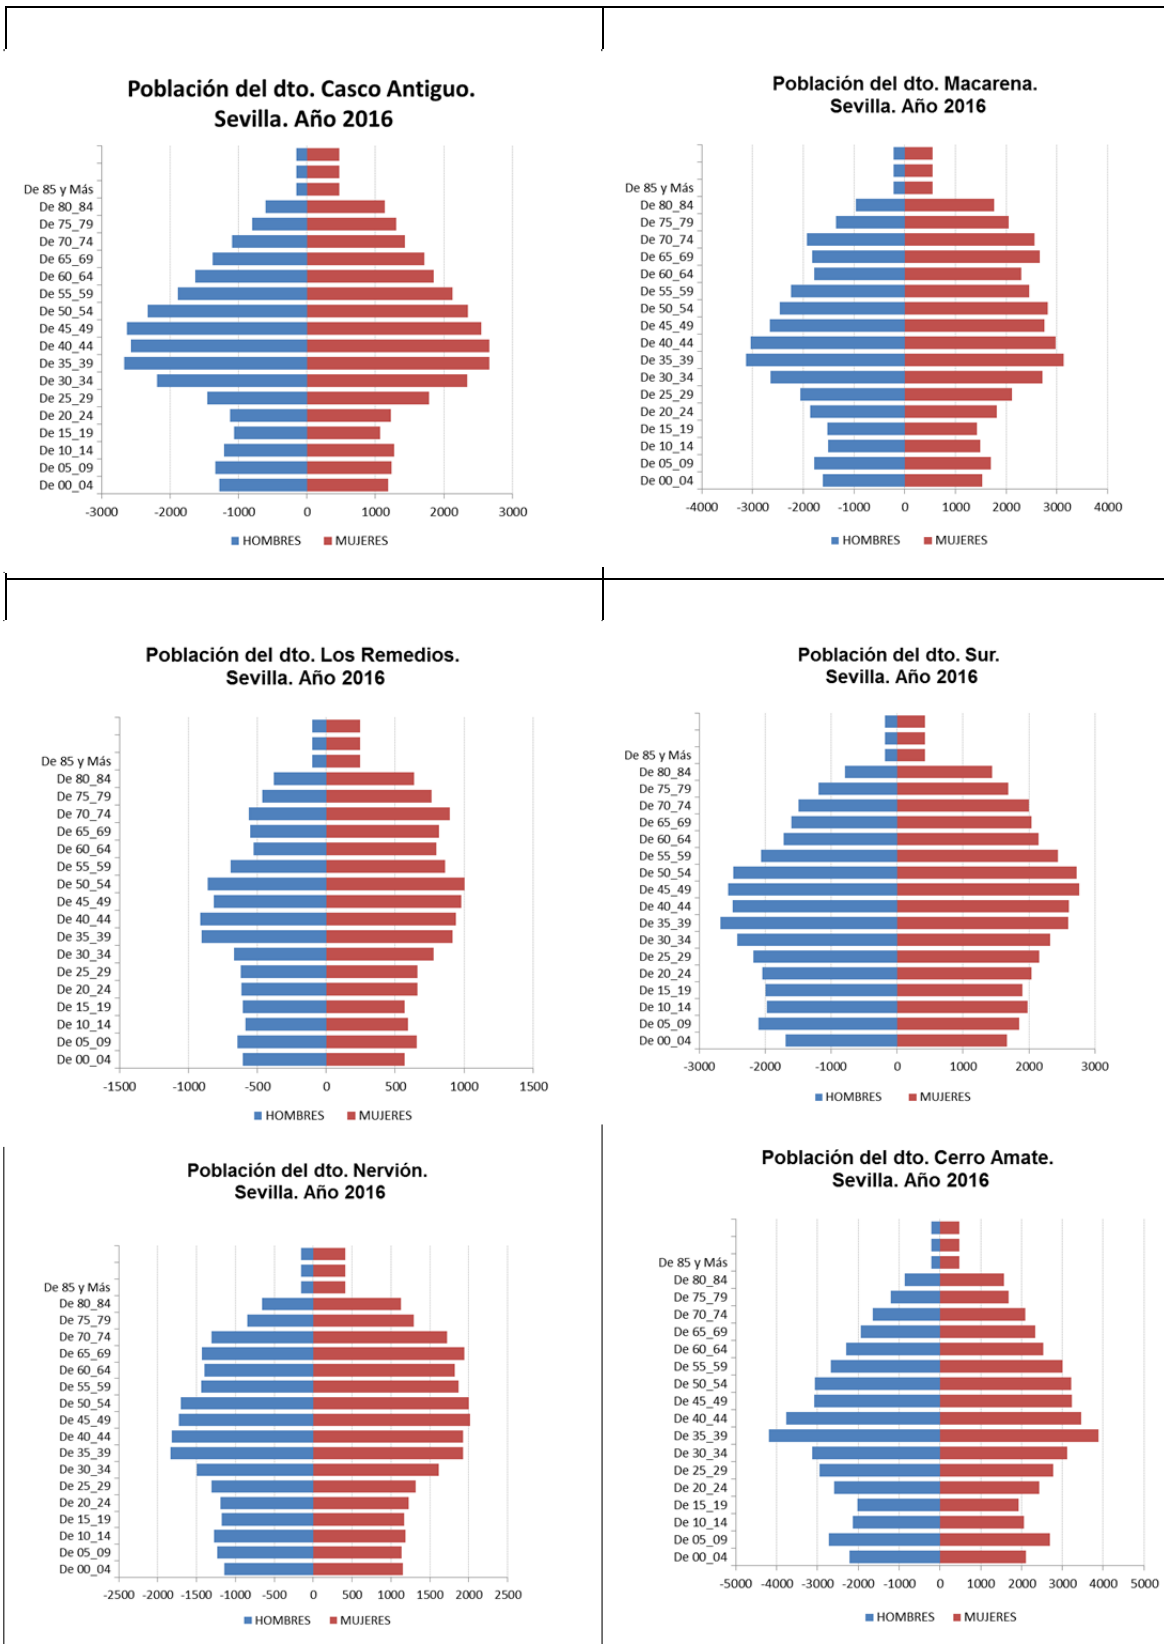 Población del dto. Casco Antiguo.
Sevilla. Año 2016
De 85 y Más
De 80_84
De 75_79
De 70_74
De 65_69
De 60_64
De 55_59
De 50_54
De 45_49
De 40_44
De 35_39
De 30_34
De 25_29
De 20_24
De 15_19
De 10_14
De 05_09
De 00_04
-3000 -2000 -1000 0 1000 2000 3000
HOMBRES MUJERES
Población del dto. Macarena.
Sevilla. Año 2016
De 85 y Más
De 80_84
De 75_79
De 70_74
De 65_69
De 60_64
De 55_59
De 50_54
De 45_49
De 40_44
De 35_39
De 30_34
De 25_29
De 20_24
De 15_19
De 10_14
De 05_09
De 00_04
-4000 -3000 -2000 -1000 0 1000 2000 3000 4000
HOMBRES MUJERES
Población del dto. Los Remedios.
Sevilla. Año 2016
De 85 y Más
De 80_84
De 75_79
De 70_74
De 65_69
De 60_64
De 55_59
De 50_54
De 45_49
De 40_44
De 35_39
De 30_34
De 25_29
De 20_24
De 15_19
De 10_14
De 05_09
De 00_04
-1500 -1000 -500 0 500 1000 1500
HOMBRES MUJERES
Población del dto. Sur.
Sevilla. Año 2016
De 85 y Más
De 80_84
De 75_79
De 70_74
De 65_69
De 60_64
De 55_59
De 50_54
De 45_49
De 40_44
De 35_39
De 30_34
De 25_29
De 20_24
De 15_19
De 10_14
De 05_09
De 00_04
-3000 -2000 -1000 0 1000 2000 3000
HOMBRES MUJERES
Población del dto. Nervión.
Sevilla. Año 2016
De 85 y Más
De 80_84
De 75_79
De 70_74
De 65_69
De 60_64
De 55_59
De 50_54
De 45_49
De 40_44
De 35_39
De 30_34
De 25_29
De 20_24
De 15_19
De 10_14
De 05_09
De 00_04
-2500 -2000 -1500 -1000 -500 0 500 1000 1500 2000 2500
HOMBRES MUJERES
Población del dto. Cerro Amate.
Sevilla. Año 2016
De 85 y Más
De 80_84
De 75_79
De 70_74
De 65_69
De 60_64
De 55_59
De 50_54
De 45_49
De 40_44
De 35_39
De 30_34
De 25_29
De 20_24
De 15_19
De 10_14
De 05_09
De 00_04
-5000 -4000 -3000 -2000 -1000 0 1000 2000 3000 4000 5000
HOMBRES MUJERES